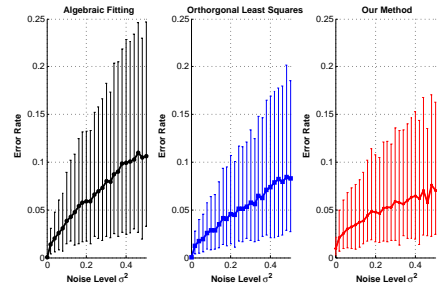 Algebraic Fitting
0.25
0.2
0.15
0.1
0.05
0
0 0.2 0.4
Error Rate
Noise Level σ²
Orthorgonal Least Squares
0.25
0.2
0.15
0.1
0.05
0
0 0.2 0.4
Error Rate
Noise Level σ²
Our Method
0.25
0.2
0.15
0.1
0.05
0
0 0.2 0.4
Error Rate
Noise Level σ²